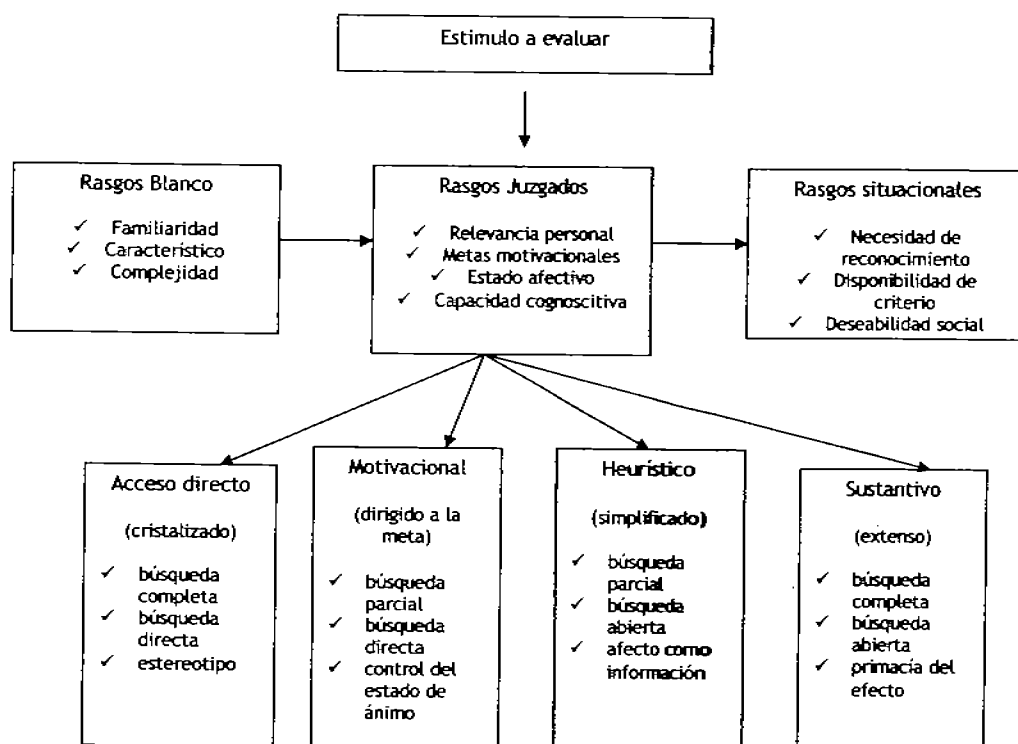 Estimulo a evaluar
Rasgos Blanco
✓ Familiaridad
✓ Característico
✓ Complejidad
Rasgos Juzgados
✓ Relevancia personal
✓ Metas motivacionales
✓ Estado afectivo
✓ Capacidad cognoscitiva
Rasgos situacionales
✓ Necesidad de
reconocimiento
✓ Disponibilidad de
criterio
✓ Deseabilidad social
Acceso directo
(cristalizado)
✓ búsqueda
completa
✓ búsqueda
directa
✓ estereotipo
Motivacional
(dirigido a la
meta)
✓ búsqueda
parcial
✓ búsqueda
directa
✓ control del
estado de
ánimo
Heurístico
(simplificado)
✓ búsqueda
parcial
✓ búsqueda
abierta
✓ afecto como
información
Sustantivo
(extenso)
✓ búsqueda
completa
✓ búsqueda
abierta
✓ primacía del
efecto